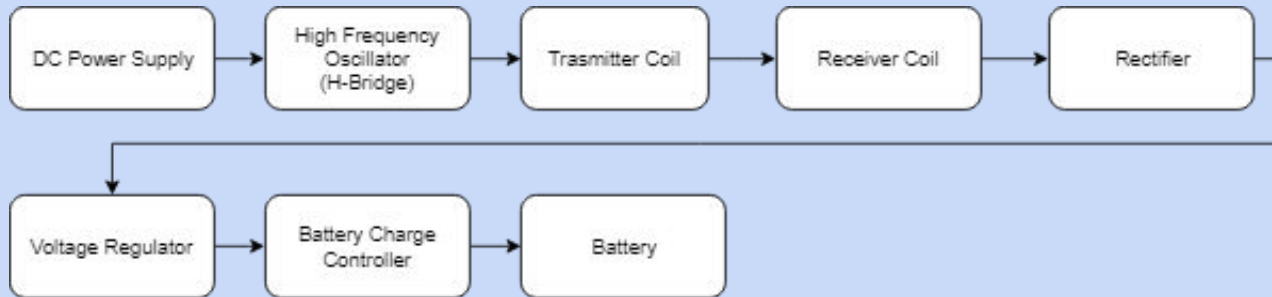 DC Power Supply
High Frequency
Oscillator
(H-Bridge)
Trasmitter Coil
Receiver Coil
Rectifier
Voltage Regulator
Battery Charge
Controller
Battery